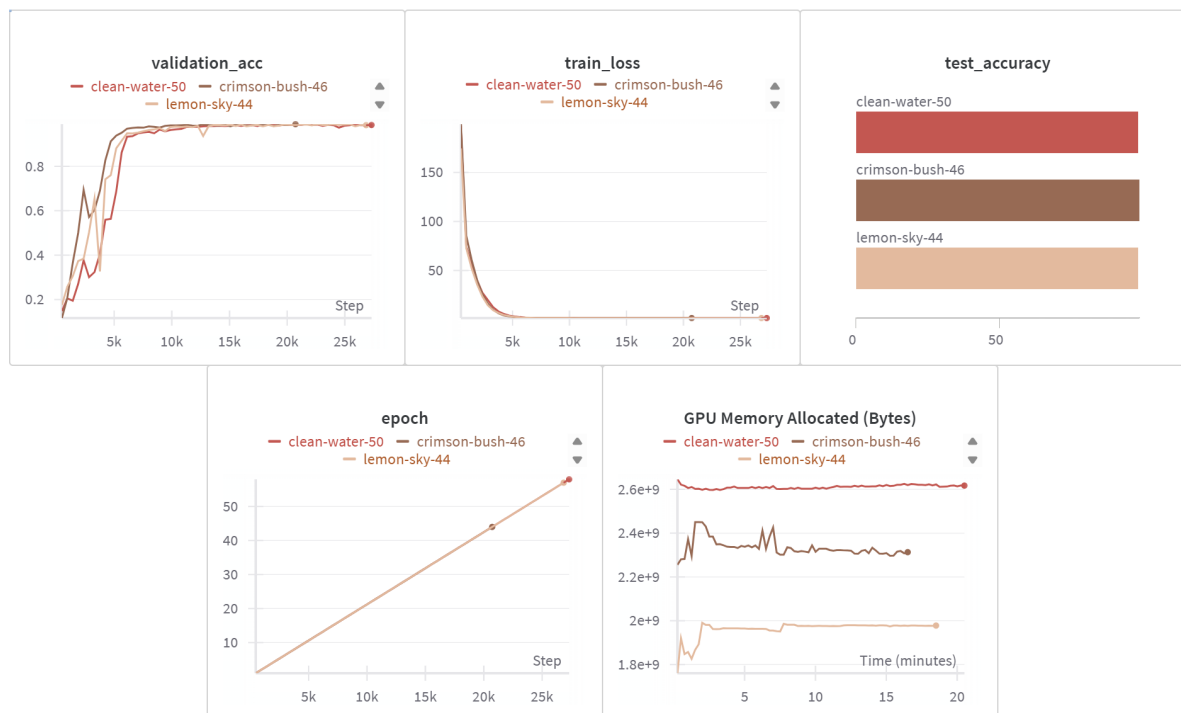 validation_acc
clean-water-50 crimson-bush-46
lemon-sky-44
0.8
0.6
0.4
0.2
Step
5k 10k 15k 20k 25k
train_loss
clean-water-50 crimson-bush-46
lemon-sky-44
150
100
50
Step
5k 10k 15k 20k 25k
test_accuracy
clean-water-50
crimson-bush-46
lemon-sky-44
0 50
epoch
clean-water-50 crimson-bush-46
lemon-sky-44
50
40
30
20
10
Step
5k 10k 15k 20k 25k
GPU Memory Allocated (Bytes)
clean-water-50 crimson-bush-46
lemon-sky-44
2.6e+9
2.4e+9
2.2e+9
2e+9
1.8e+9
Time (minutes)
5 10 15 20